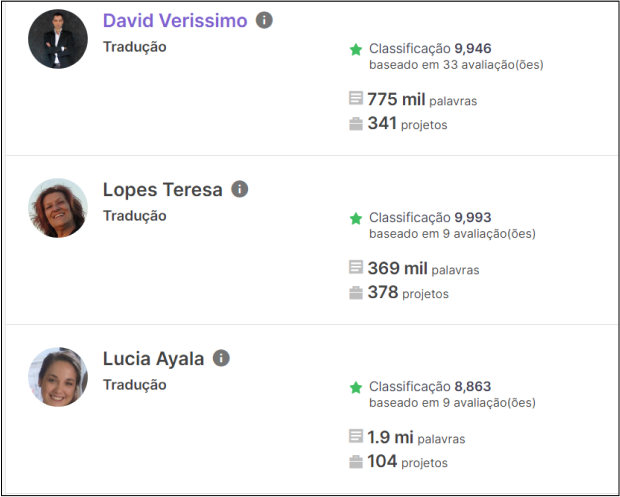 David Verissimo
Tradução
Classificação 9,946
baseado em 33 avaliação(ões)
775 mil palavras
341 projetos
Lopes Teresa
Tradução
Classificação 9,993
baseado em 9 avaliação(ões)
369 mil palavras
378 projetos
Lucia Ayala
Tradução
Classificação 8,863
baseado em 9 avaliação(ões)
1.9 mi palavras
104 projetos